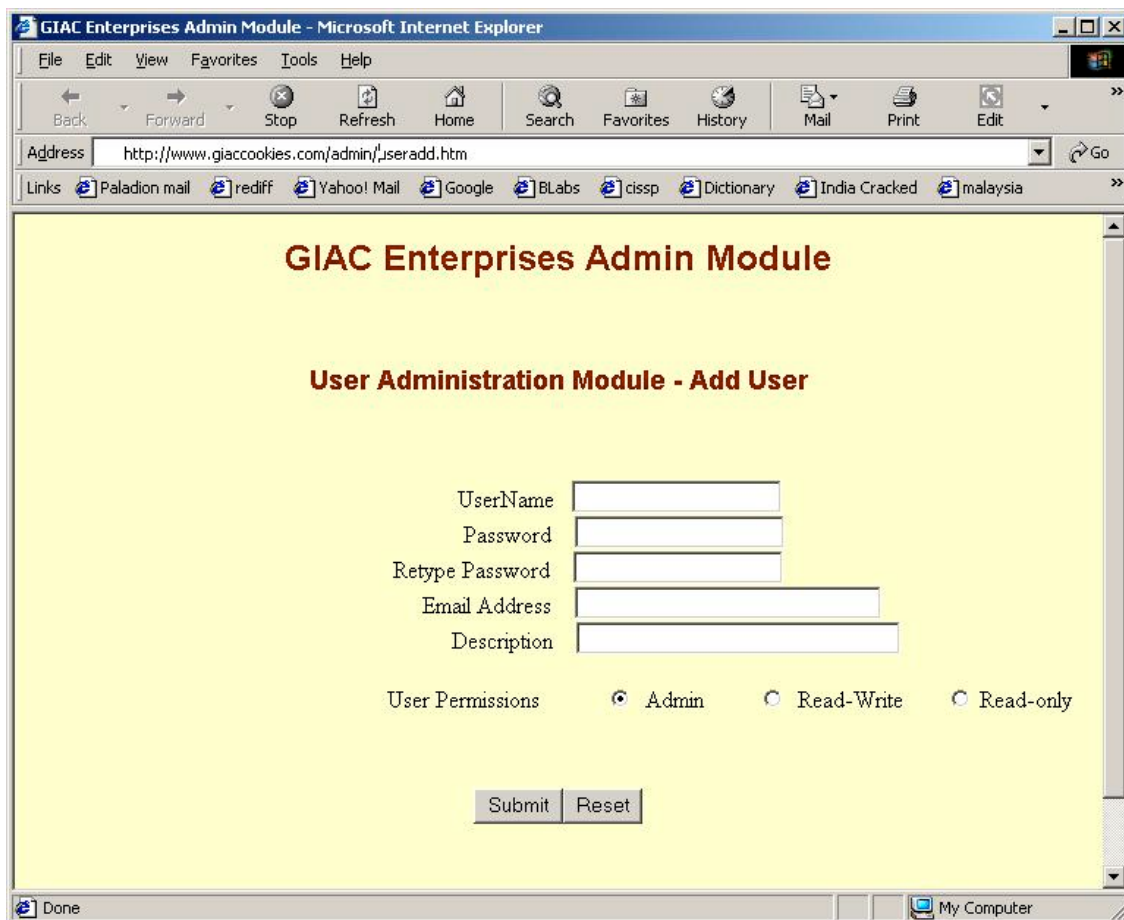 GIAC Enterprises Admin Module - Microsoft Internet Explorer
File Edit View Favorites Tools Help
Back Forward Stop Refresh Home Search Favorites History Mail Print Edit »
Address http://www.giaccookies.com/admin/useradd.htm Go
Links Paladion mail rediff Yahoo! Mail Google BLabs cissp Dictionary India Cracked malaysia »
GIAC Enterprises Admin Module
User Administration Module - Add User
UserName
Password
Retype Password
Email Address
Description
User Permissions Admin Read-Write Read-only
Submit Reset
Done My Computer